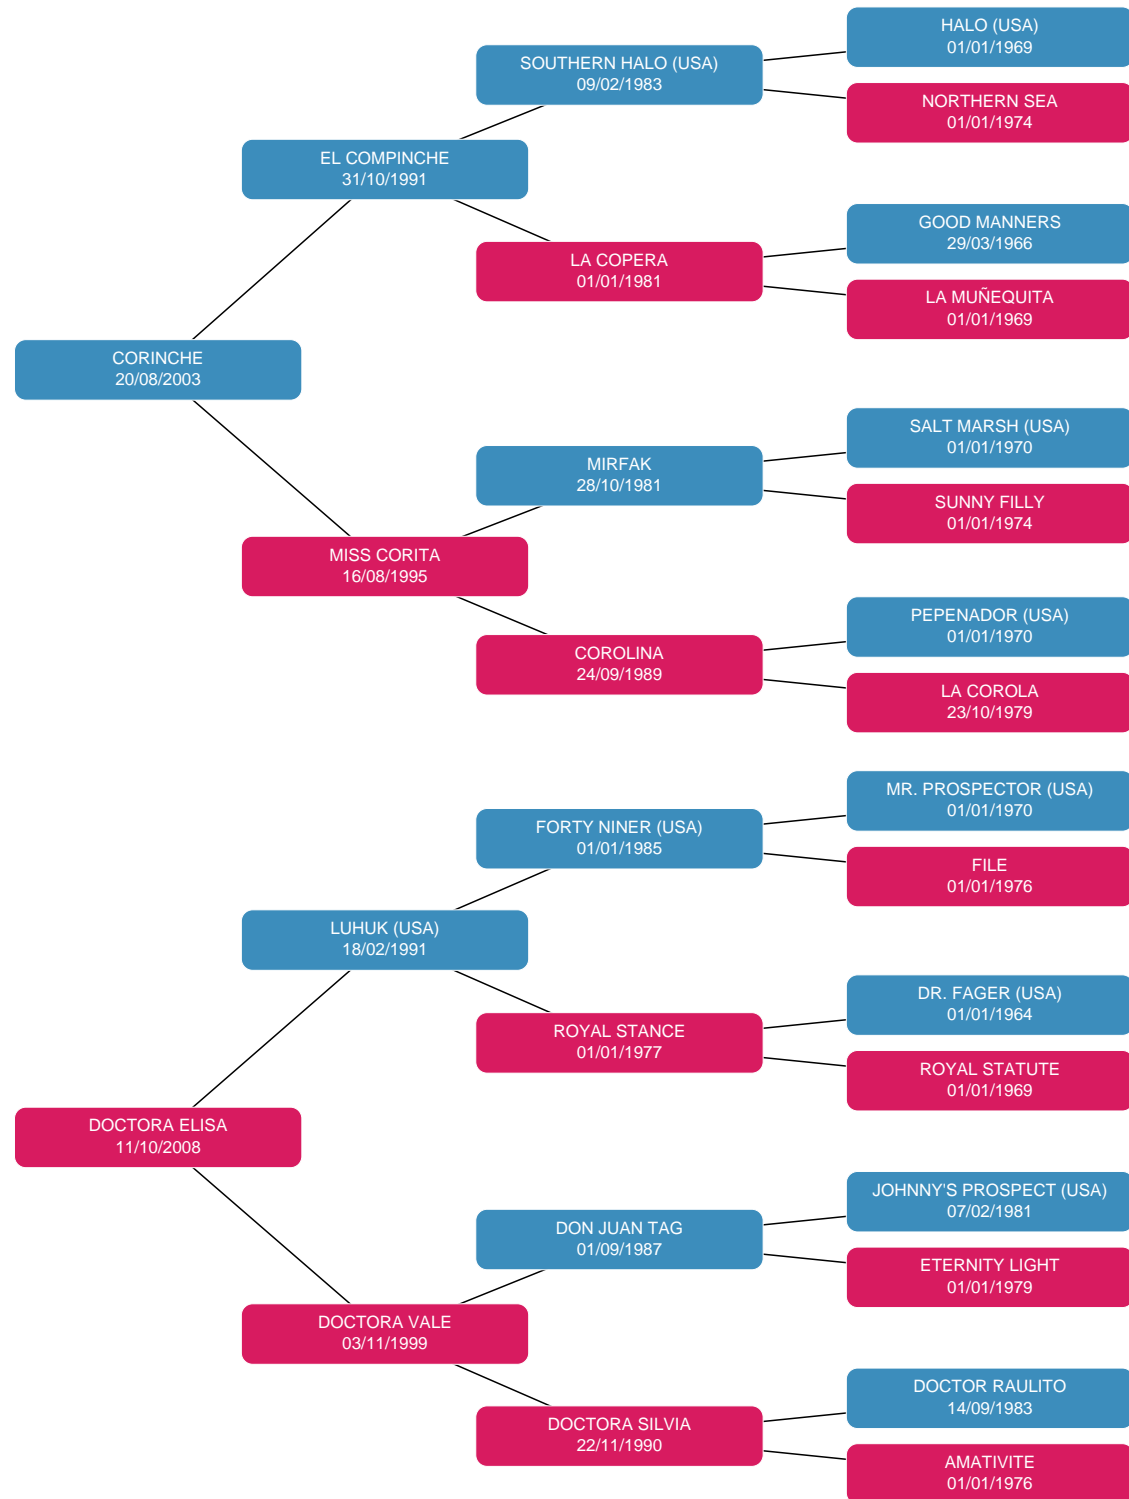 HALO (USA)
01/01/1969
SOUTHERN HALO (USA)
09/02/1983
NORTHERN SEA
01/01/1974
EL COMPINCHE
31/10/1991
GOOD MANNERS
29/03/1966
LA COPERA
01/01/1981
LA MUÑEQUITA
01/01/1969
CORINCHE
20/08/2003
SALT MARSH (USA)
01/01/1970
MIRFAK
28/10/1981
SUNNY FILLY
01/01/1974
MISS CORITA
16/08/1995
PEPENADOR (USA)
01/01/1970
COROLINA
24/09/1989
LA COROLA
23/10/1979
MR. PROSPECTOR (USA)
01/01/1970
FORTY NINER (USA)
01/01/1985
FILE
01/01/1976
LUHUK (USA)
18/02/1991
DR. FAGER (USA)
01/01/1964
ROYAL STANCE
01/01/1977
ROYAL STATUTE
01/01/1969
DOCTORA ELISA
11/10/2008
JOHNNY'S PROSPECT (USA)
07/02/1981
DON JUAN TAG
01/09/1987
ETERNITY LIGHT
01/01/1979
DOCTORA VALE
03/11/1999
DOCTOR RAULITO
14/09/1983
DOCTORA SILVIA
22/11/1990
AMATIVITE
01/01/1976